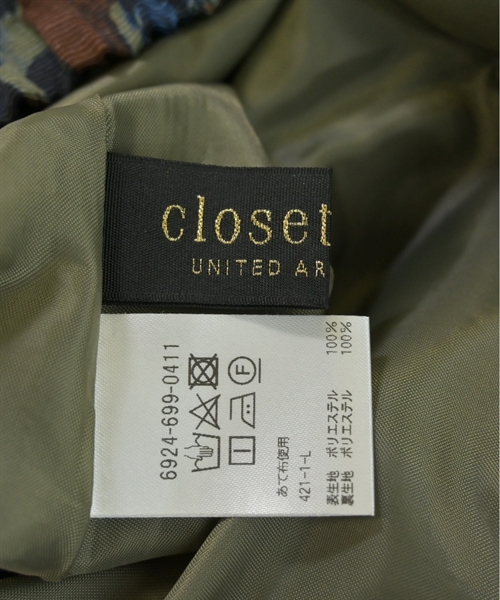 closet
UNITED AR
6924-699-0411
あて布使用
421-1-L
表生地 ポリエステル 100%
裏生地 ポリエステル 100%